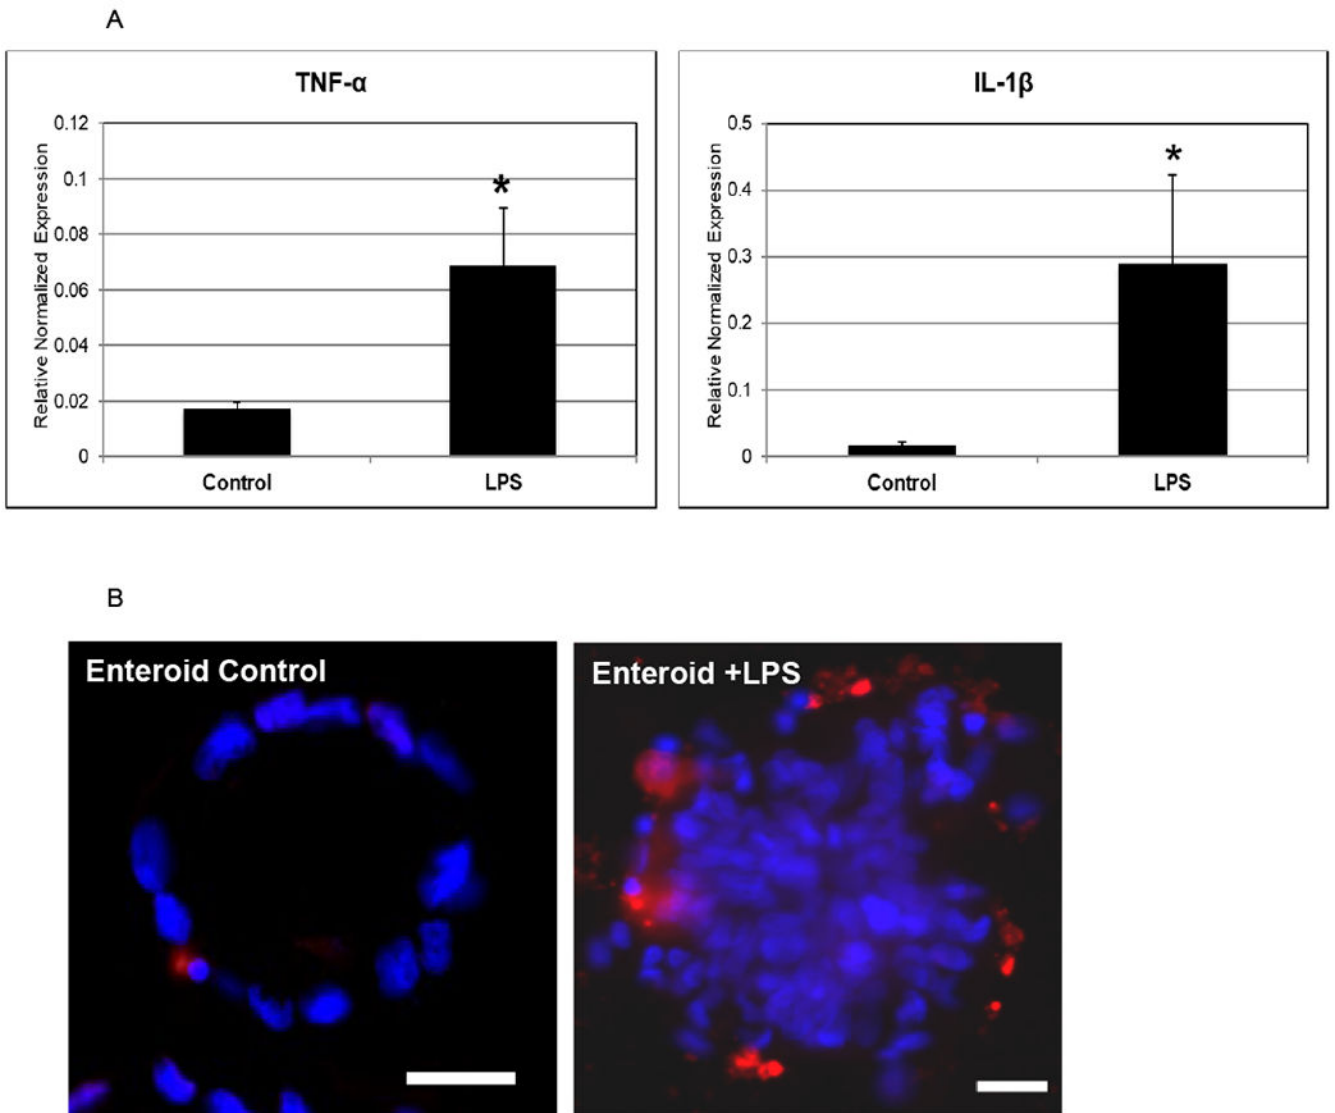 A
TNF-α
Relative Normalized Expression
0.12
0.1
0.08
0.06
0.04
0.02
0
Control
LPS
*
IL-1β
Relative Normalized Expression
0.5
0.4
0.3
0.2
0.1
0
Control
LPS
*
B
Enteroid Control
Enteroid +LPS